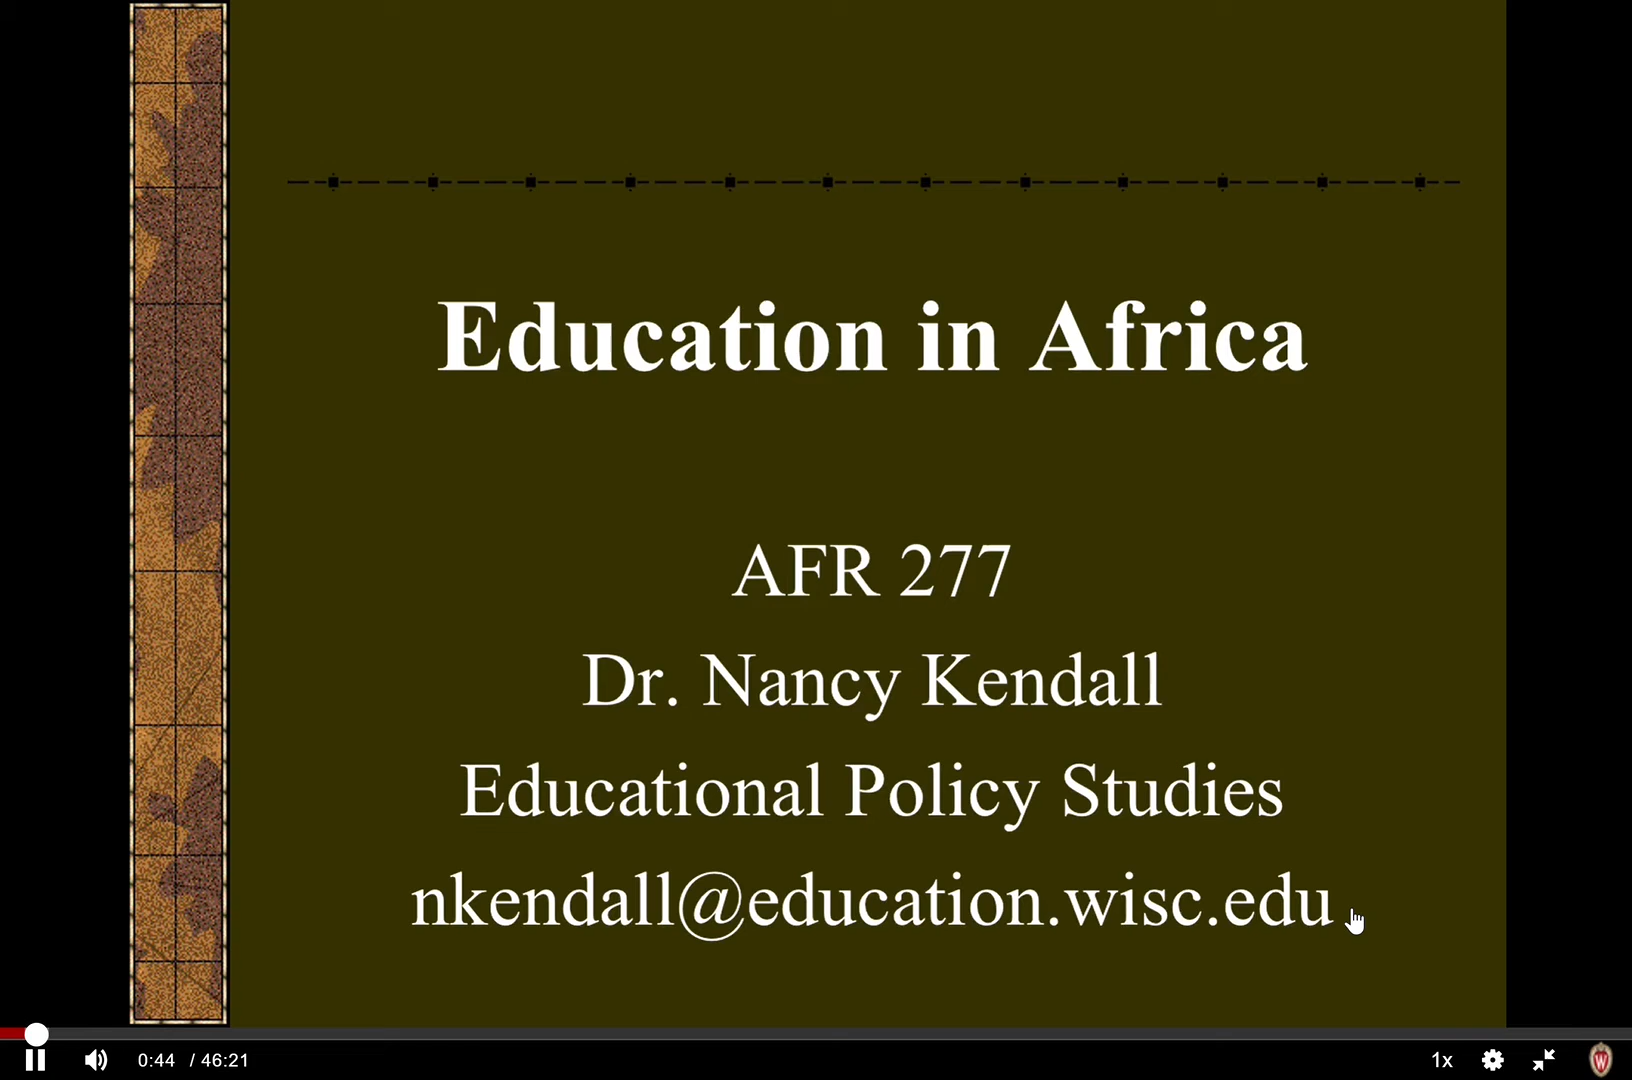 Education in Africa
AFR 277
Dr. Nancy Kendall
Educational Policy Studies
nkendall@education.wisc.edu
0:44 / 46:21
1x
W